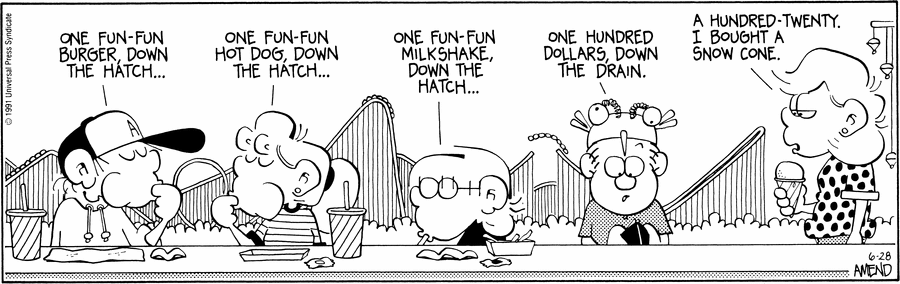 © 1991 Universal Press Syndicate
ONE FUN-FUN
BURGER, DOWN
THE HATCH...
A
ONE FUN-FUN
HOT DOG, DOWN
THE HATCH...
ONE FUN-FUN
MILKSHAKE,
DOWN THE
HATCH...
ONE HUNDRED
DOLLARS, DOWN
THE DRAIN.
A HUNDRED-TWENTY.
I BOUGHT A
SNOW CONE.
6-28
AMEND